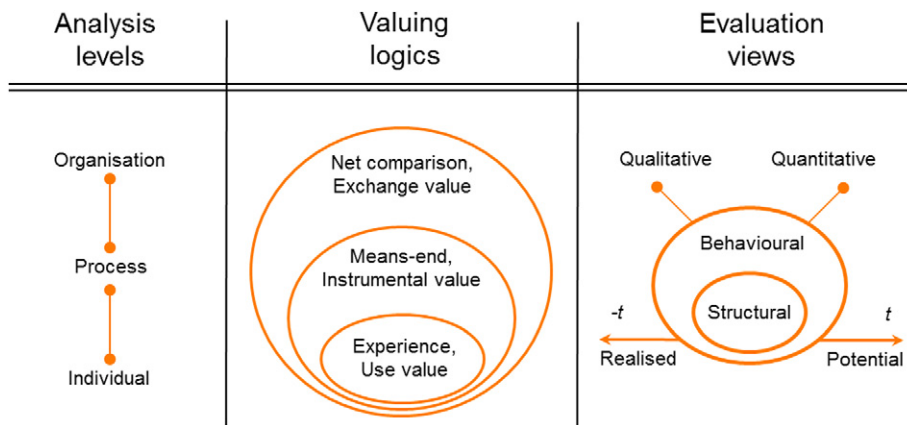 Analysis
levels
Valuing
logics
Evaluation
views
Organisation
Process
Individual
Net comparison,
Exchange value
Means-end,
Instrumental value
Experience,
Use value
Qualitative
Quantitative
Behavioural
Structural
-t
t
Realised
Potential